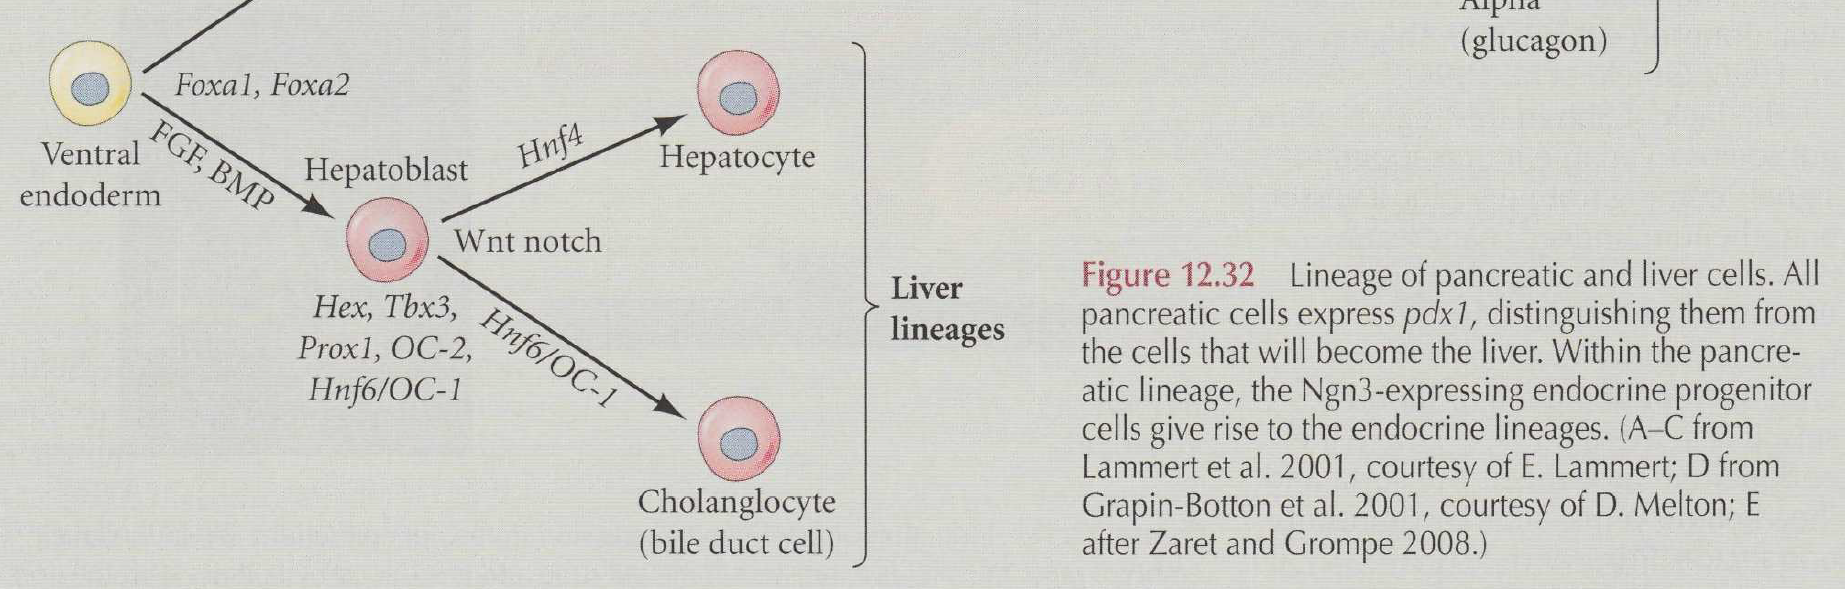 Alpha
(glucagon)
Foxa1, Foxa2
Ventral
endoderm
FGF, BMP
Hepatoblast
Hnf4
Hepatocyte
Wnt notch
Hex, Tbx3,
Prox1, OC-2,
Hnf6/OC-1
Hnf6/OC-1
Cholanglocyte
(bile duct cell)
Liver
lineages
Figure 12.32 Lineage of pancreatic and liver cells. All
pancreatic cells express pdx1, distinguishing them from
the cells that will become the liver. Within the pancre-
atic lineage, the Ngn3-expressing endocrine progenitor
cells give rise to the endocrine lineages. (A–C from
Lammert et al. 2001, courtesy of E. Lammert; D from
Grapin-Botton et al. 2001, courtesy of D. Melton; E
after Zaret and Grompe 2008.)